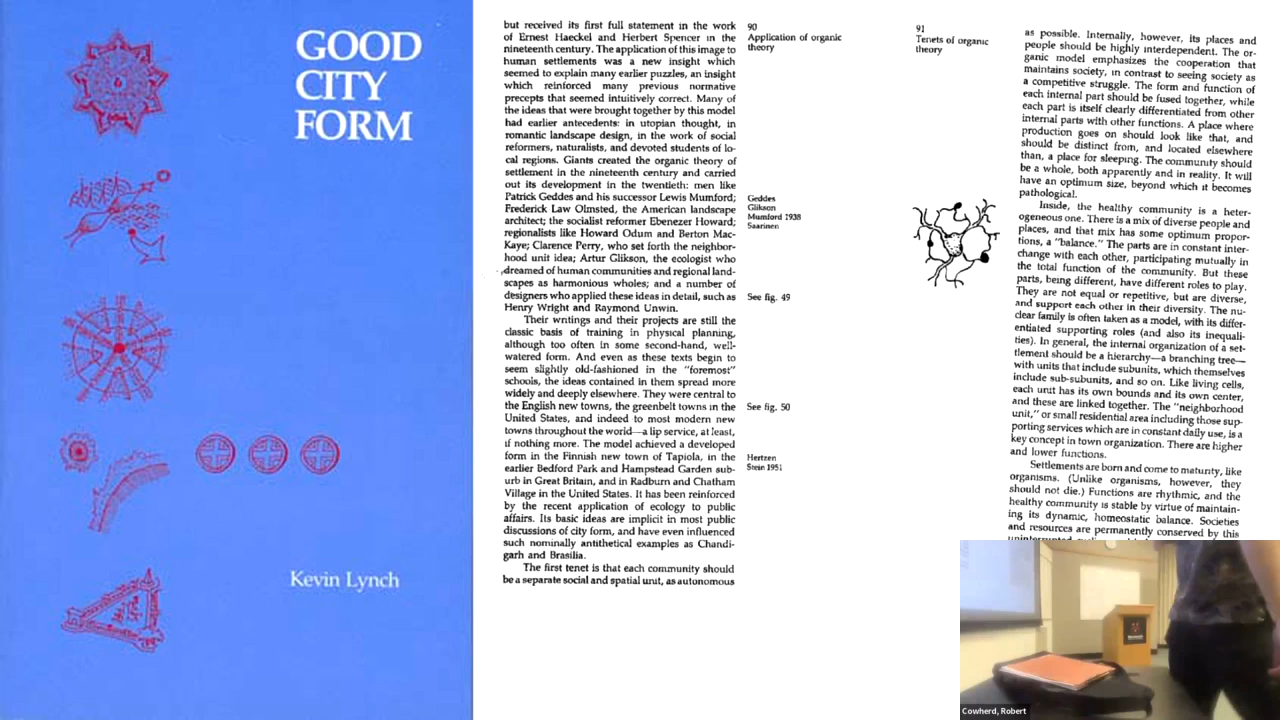 GOOD
CITY
FORM
Kevin Lynch
but received its first full statement in the work
of Ernest Haeckel and Herbert Spencer in the
nineteenth century. The application of this image to
human settlements was a new insight which
seemed to explain many earlier puzzles, an insight
which reinforced many previous normative
precepts that seemed intuitively correct. Many of
the ideas that were brought together by this model
had earlier antecedents: in utopian thought, in
romantic landscape design, in the work of social
reformers, naturalists, and devoted students of lo-
cal regions. Giants created the organic theory of
settlement in the nineteenth century and carried
out its development in the twentieth: men like
Patrick Geddes and his successor Lewis Mumford;
Frederick Law Olmsted, the American landscape
architect; the socialist reformer Ebenezer Howard;
regionalists like Howard Odum and Berton Mac-
Kaye; Clarence Perry, who set forth the neighbor-
hood unit idea; Artur Glikson, the ecologist who
dreamed of human communities and regional land-
scapes as harmonious wholes; and a number of
designers who applied these ideas in detail, such as
Henry Wright and Raymond Unwin.
Their writings and their projects are still the
classic basis of training in physical planning,
although too often in some second-hand, well-
watered form. And even as these texts begin to
seem slightly old-fashioned in the "foremost"
schools, the ideas contained in them spread more
widely and deeply elsewhere. They were central to
the English new towns, the greenbelt towns in the
United States, and indeed to most modern new
towns throughout the world—a lip service, at least,
if nothing more. The model achieved a developed
form in the Finnish new town of Tapiola, in the
earlier Bedford Park and Hampstead Garden sub-
urb in Great Britain, and in Radburn and Chatham
Village in the United States. It has been reinforced
by the recent application of ecology to public
affairs. Its basic ideas are implicit in most public
discussions of city form, and have even influenced
such nominally antithetical examples as Chandi-
garh and Brasilia.
The first tenet is that each community should
be a separate social and spatial unit, as autonomous
90
Application of organic
theory
Geddes
Glikson
Mumford 1938
Saarinen
See fig. 49
See fig. 50
Hertzen
Stein 1951
91
Tenets of organic
theory
as possible. Internally, however, its places and
people should be highly interdependent. The or-
ganic model emphasizes the cooperation that
maintains society, in contrast to seeing society as
a competitive struggle. The form and function of
each internal part should be fused together, while
each part is itself clearly differentiated from other
internal parts with other functions. A place where
production goes on should look like that, and
should be distinct from, and located elsewhere
than, a place for sleeping. The community should
be a whole, both apparently and in reality. It will
have an optimum size, beyond which it becomes
pathological.
Inside, the healthy community is a heter-
ogeneous one. There is a mix of diverse people and
places, and that mix has some optimum propor-
tions, a "balance." The parts are in constant inter-
change with each other, participating mutually in
the total function of the community. But these
parts, being different, have different roles to play.
They are not equal or repetitive, but are diverse,
and support each other in their diversity. The nu-
clear family is often taken as a model, with its differ-
entiated supporting roles (and also its inequali-
ties). In general, the internal organization of a set-
tlement should be a hierarchy—a branching tree—
with units that include subunits, which themselves
include sub-subunits, and so on. Like living cells,
each unit has its own bounds and its own center,
and these are linked together. The "neighborhood
unit," or small residential area including those sup-
porting services which are in constant daily use, is a
key concept in town organization. There are higher
and lower functions.
Settlements are born and come to maturity, like
organisms. (Unlike organisms, however, they
should not die.) Functions are rhythmic, and the
healthy community is stable by virtue of maintain-
ing its dynamic, homeostatic balance. Societies
and resources are permanently conserved by this
Cowherd, Robert